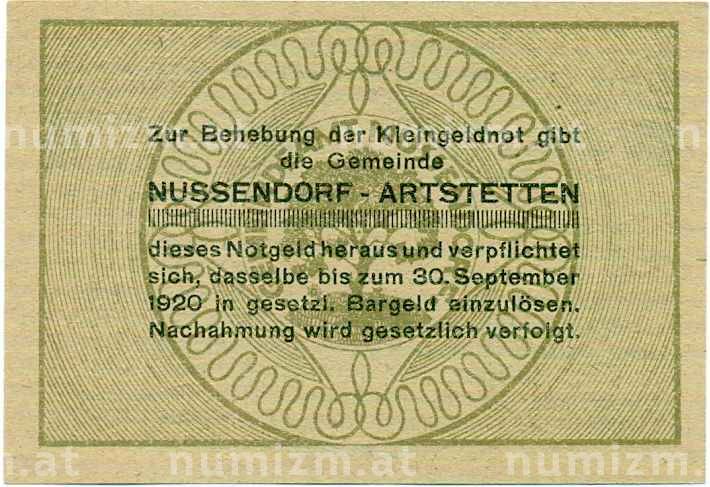 Zur Behebung der Kleingeldnot gibt
die Gemeinde
NUSSENDORF - ARTSTETTEN
dieses Notgeld heraus und verpflichtet
sich, dasselbe bis zum 30. September
1920 in gesetzl. Bargeld einzulösen.
Nachahmung wird gesetzlich verfolgt.
numizm.at
numizm.at
numizm.at
numizm.at